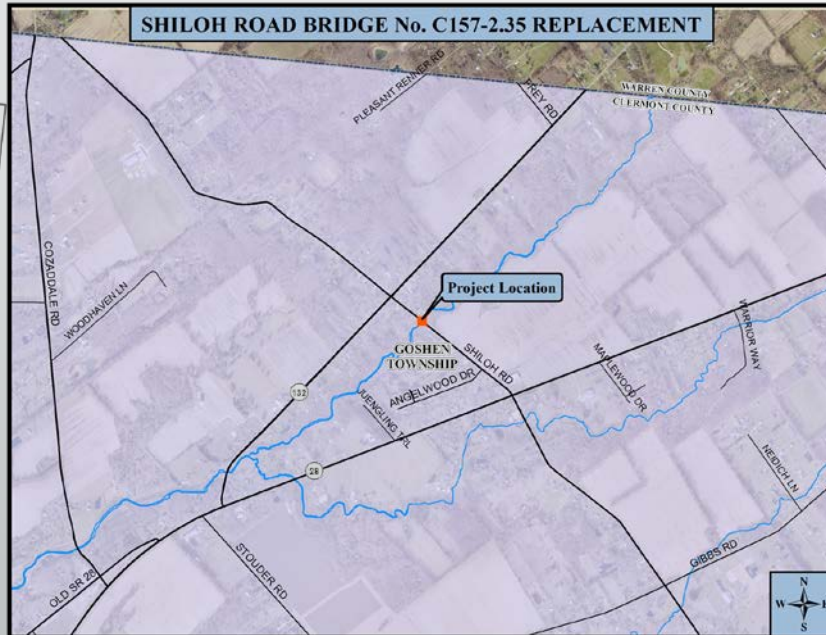 SHILOH ROAD BRIDGE No. C157-2.35 REPLACEMENT
PLEASANT RENNER RD
FREY RD
WARREN COUNTY
CLERMONT COUNTY
COZADDALE RD
WOODHAVEN LN
Project Location
WARRIOR WAY
GOSHEN
TOWNSHIP
SHILOH RD
MAPLEWOOD DR
ANGELWOOD DR
132
JUENGLING TRL
28
NEIDICH LN
GIBBS RD
STOUDER RD
OLD SR 28
N
W E
S